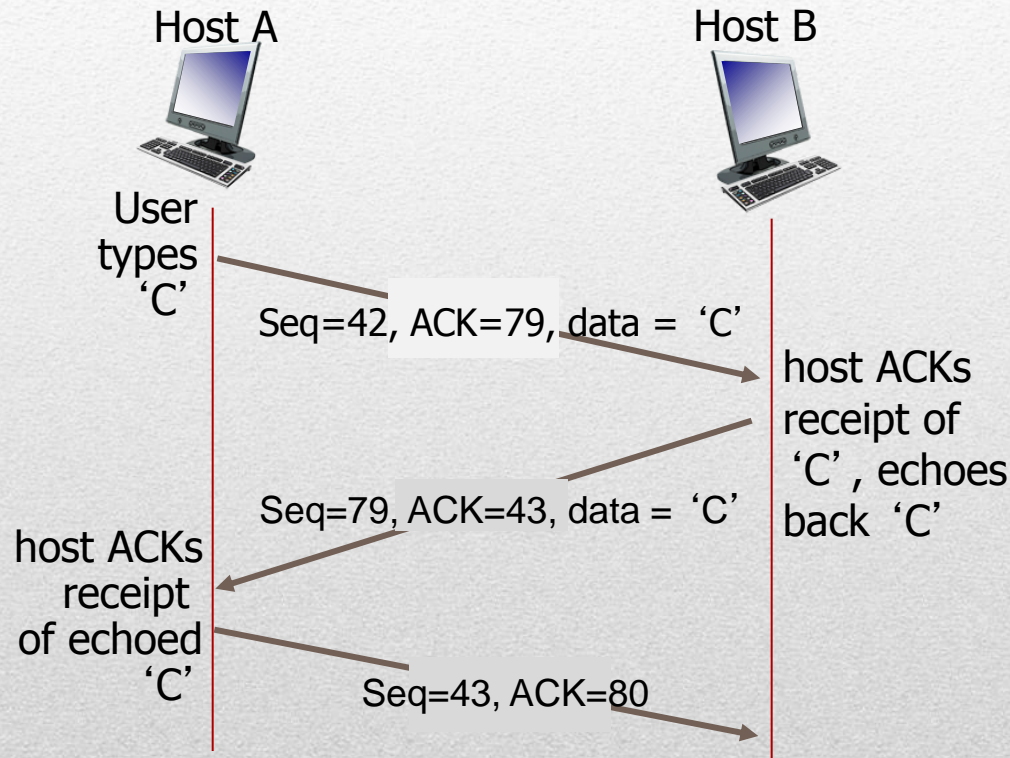 Host A
Host B
User
types
‘C’
Seq=42, ACK=79, data = ‘C’
host ACKs
receipt of
‘C’, echoes
back ‘C’
Seq=79, ACK=43, data = ‘C’
host ACKs
receipt
of echoed
‘C’
Seq=43, ACK=80